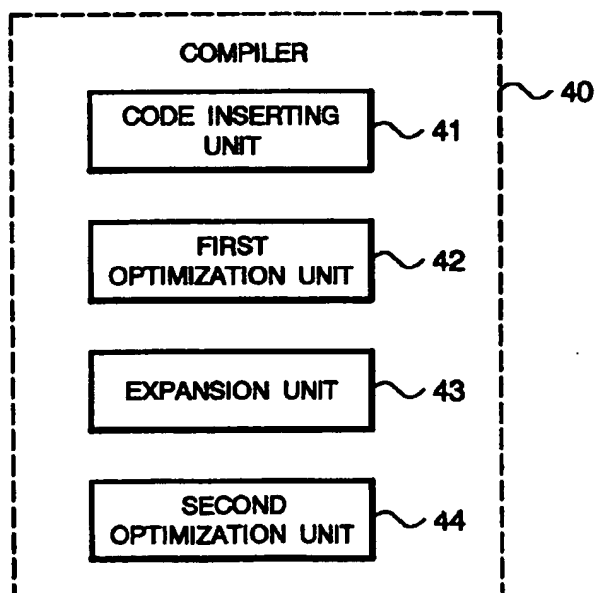 COMPILER
40
CODE INSERTING
UNIT
41
FIRST
OPTIMIZATION UNIT
42
EXPANSION UNIT
43
SECOND
OPTIMIZATION UNIT
44